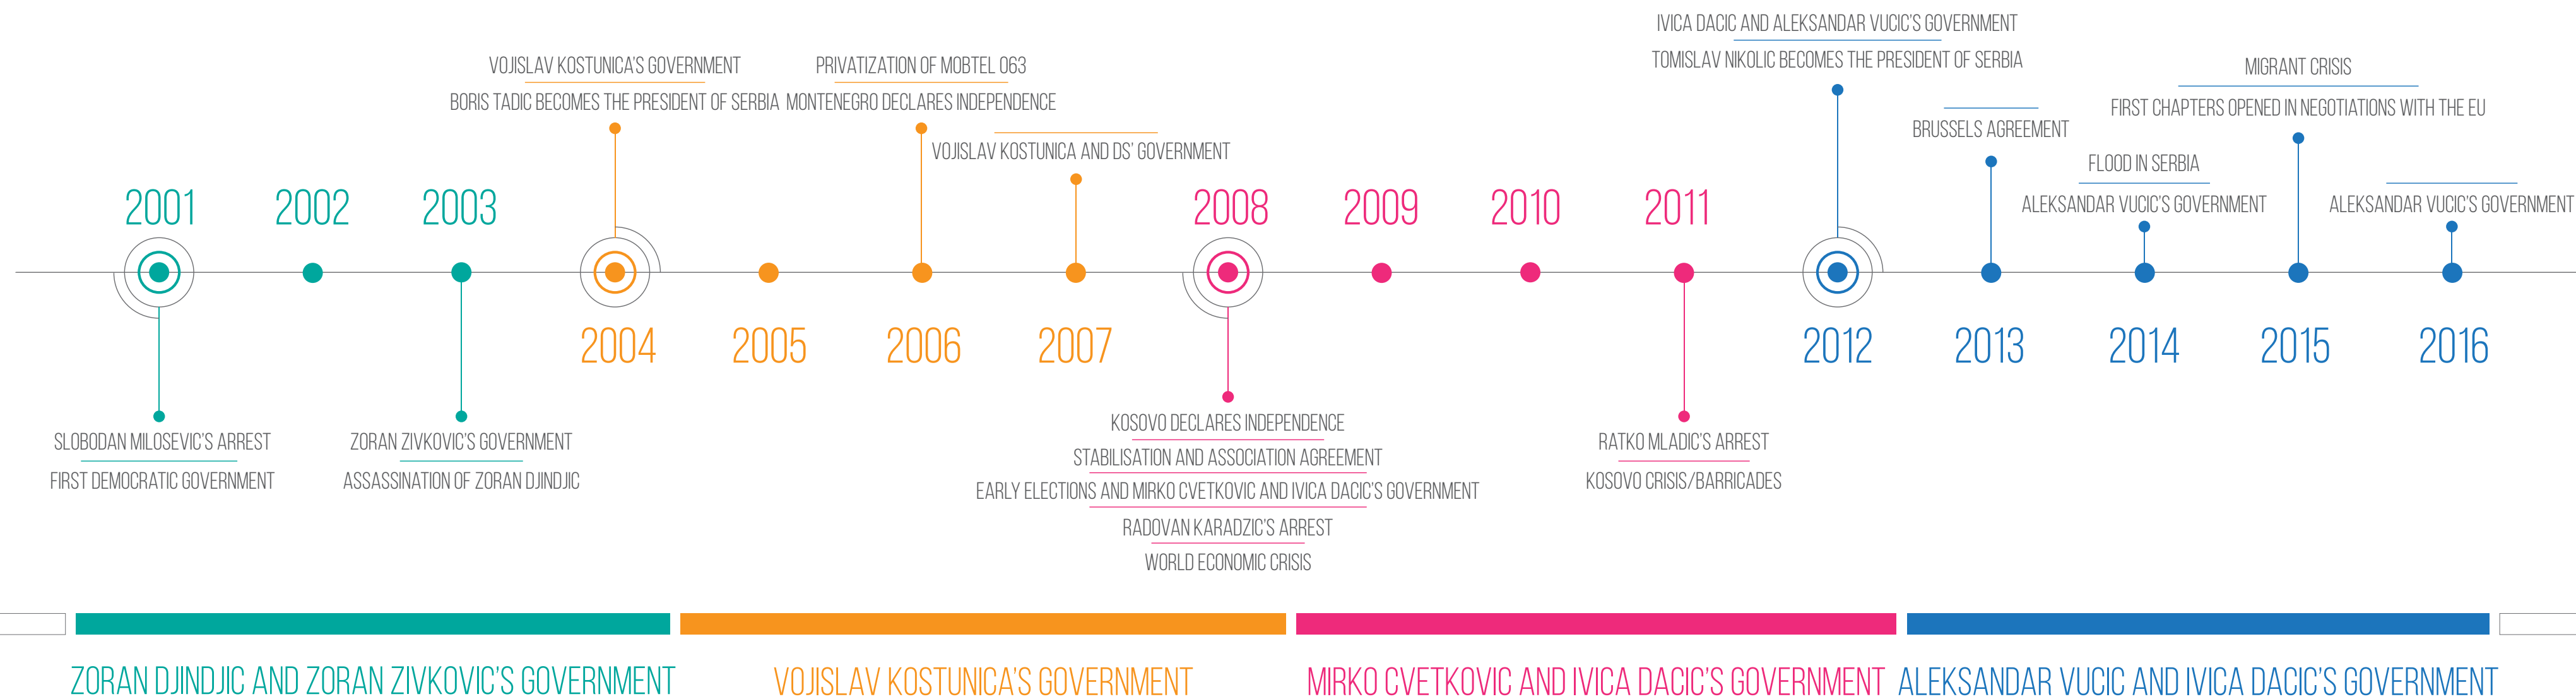 IVICA DACIC AND ALEKSANDAR VUCIC'S GOVERNMENT
TOMISLAV NIKOLIC BECOMES THE PRESIDENT OF SERBIA
VOJISLAV KOSTUNICA'S GOVERNMENT
BORIS TADIC BECOMES THE PRESIDENT OF SERBIA
PRIVATIZATION OF MOBTEL 063
MONTENEGRO DECLARES INDEPENDENCE
VOJISLAV KOSTUNICA AND DS' GOVERNMENT
BRUSSELS AGREEMENT
MIGRANT CRISIS
FIRST CHAPTERS OPENED IN NEGOTIATIONS WITH THE EU
FLOOD IN SERBIA
ALEKSANDAR VUCIC'S GOVERNMENT
ALEKSANDAR VUCIC'S GOVERNMENT
2001
2002
2003
2008
2009
2010
2011
2004
2005
2006
2007
2012
2013
2014
2015
2016
SLOBODAN MILOSEVIC'S ARREST
FIRST DEMOCRATIC GOVERNMENT
ZORAN ZIVKOVIC'S GOVERNMENT
ASSASSINATION OF ZORAN DJINDJIC
KOSOVO DECLARES INDEPENDENCE
STABILISATION AND ASSOCIATION AGREEMENT
EARLY ELECTIONS AND MIRKO CVETKOVIC AND IVICA DACIC'S GOVERNMENT
RADOVAN KARADZIC'S ARREST
WORLD ECONOMIC CRISIS
RATKO MLADIC'S ARREST
KOSOVO CRISIS/BARRICADES
ZORAN DJINDJIC AND ZORAN ZIVKOVIC'S GOVERNMENT
VOJISLAV KOSTUNICA'S GOVERNMENT
MIRKO CVETKOVIC AND IVICA DACIC'S GOVERNMENT
ALEKSANDAR VUCIC AND IVICA DACIC'S GOVERNMENT